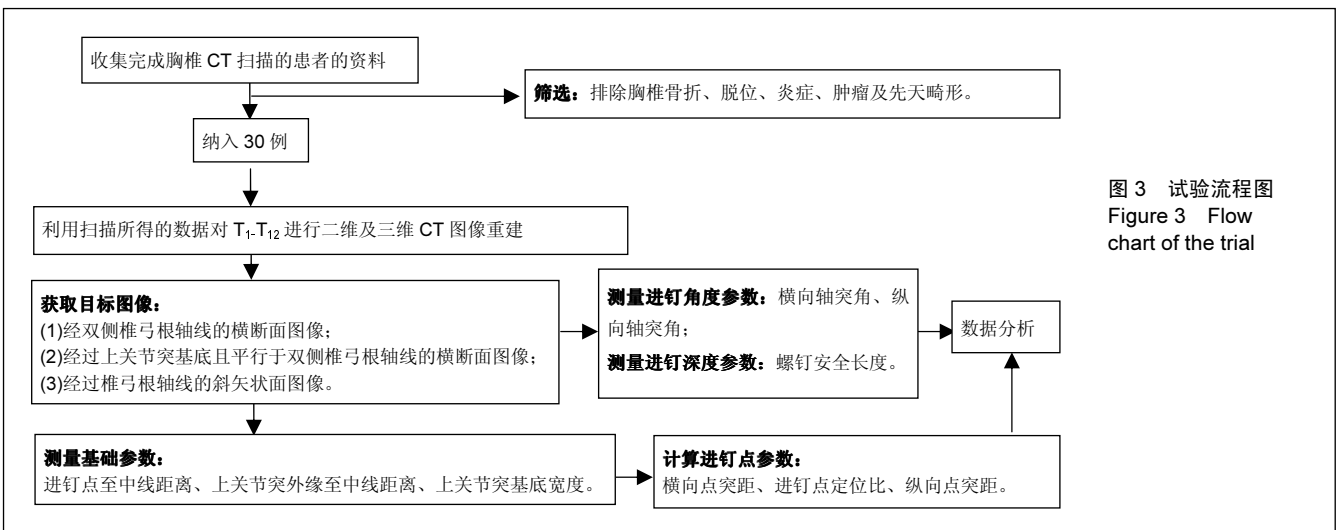 收集完成胸椎 CT 扫描的患者的资料
筛选：排除胸椎骨折、脱位、炎症、肿瘤及先天畸形。
纳入 30 例
利用扫描所得的数据对 T₁-T₁₂ 进行二维及三维 CT 图像重建
获取目标图像：
(1)经双侧椎弓根轴线的横断面图像；
(2)经过上关节突基底且平行于双侧椎弓根轴线的横断面图像；
(3)经过椎弓根轴线的斜矢状面图像。
测量进钉角度参数：横向轴突角、纵
向轴突角；
测量进钉深度参数：螺钉安全长度。
数据分析
测量基础参数：
进钉点至中线距离、上关节突外缘至中线距离、上关节突基底宽度。
计算进钉点参数：
横向点突距、进钉点定位比、纵向点突距。
图 3 试验流程图
Figure 3 Flow
chart of the trial